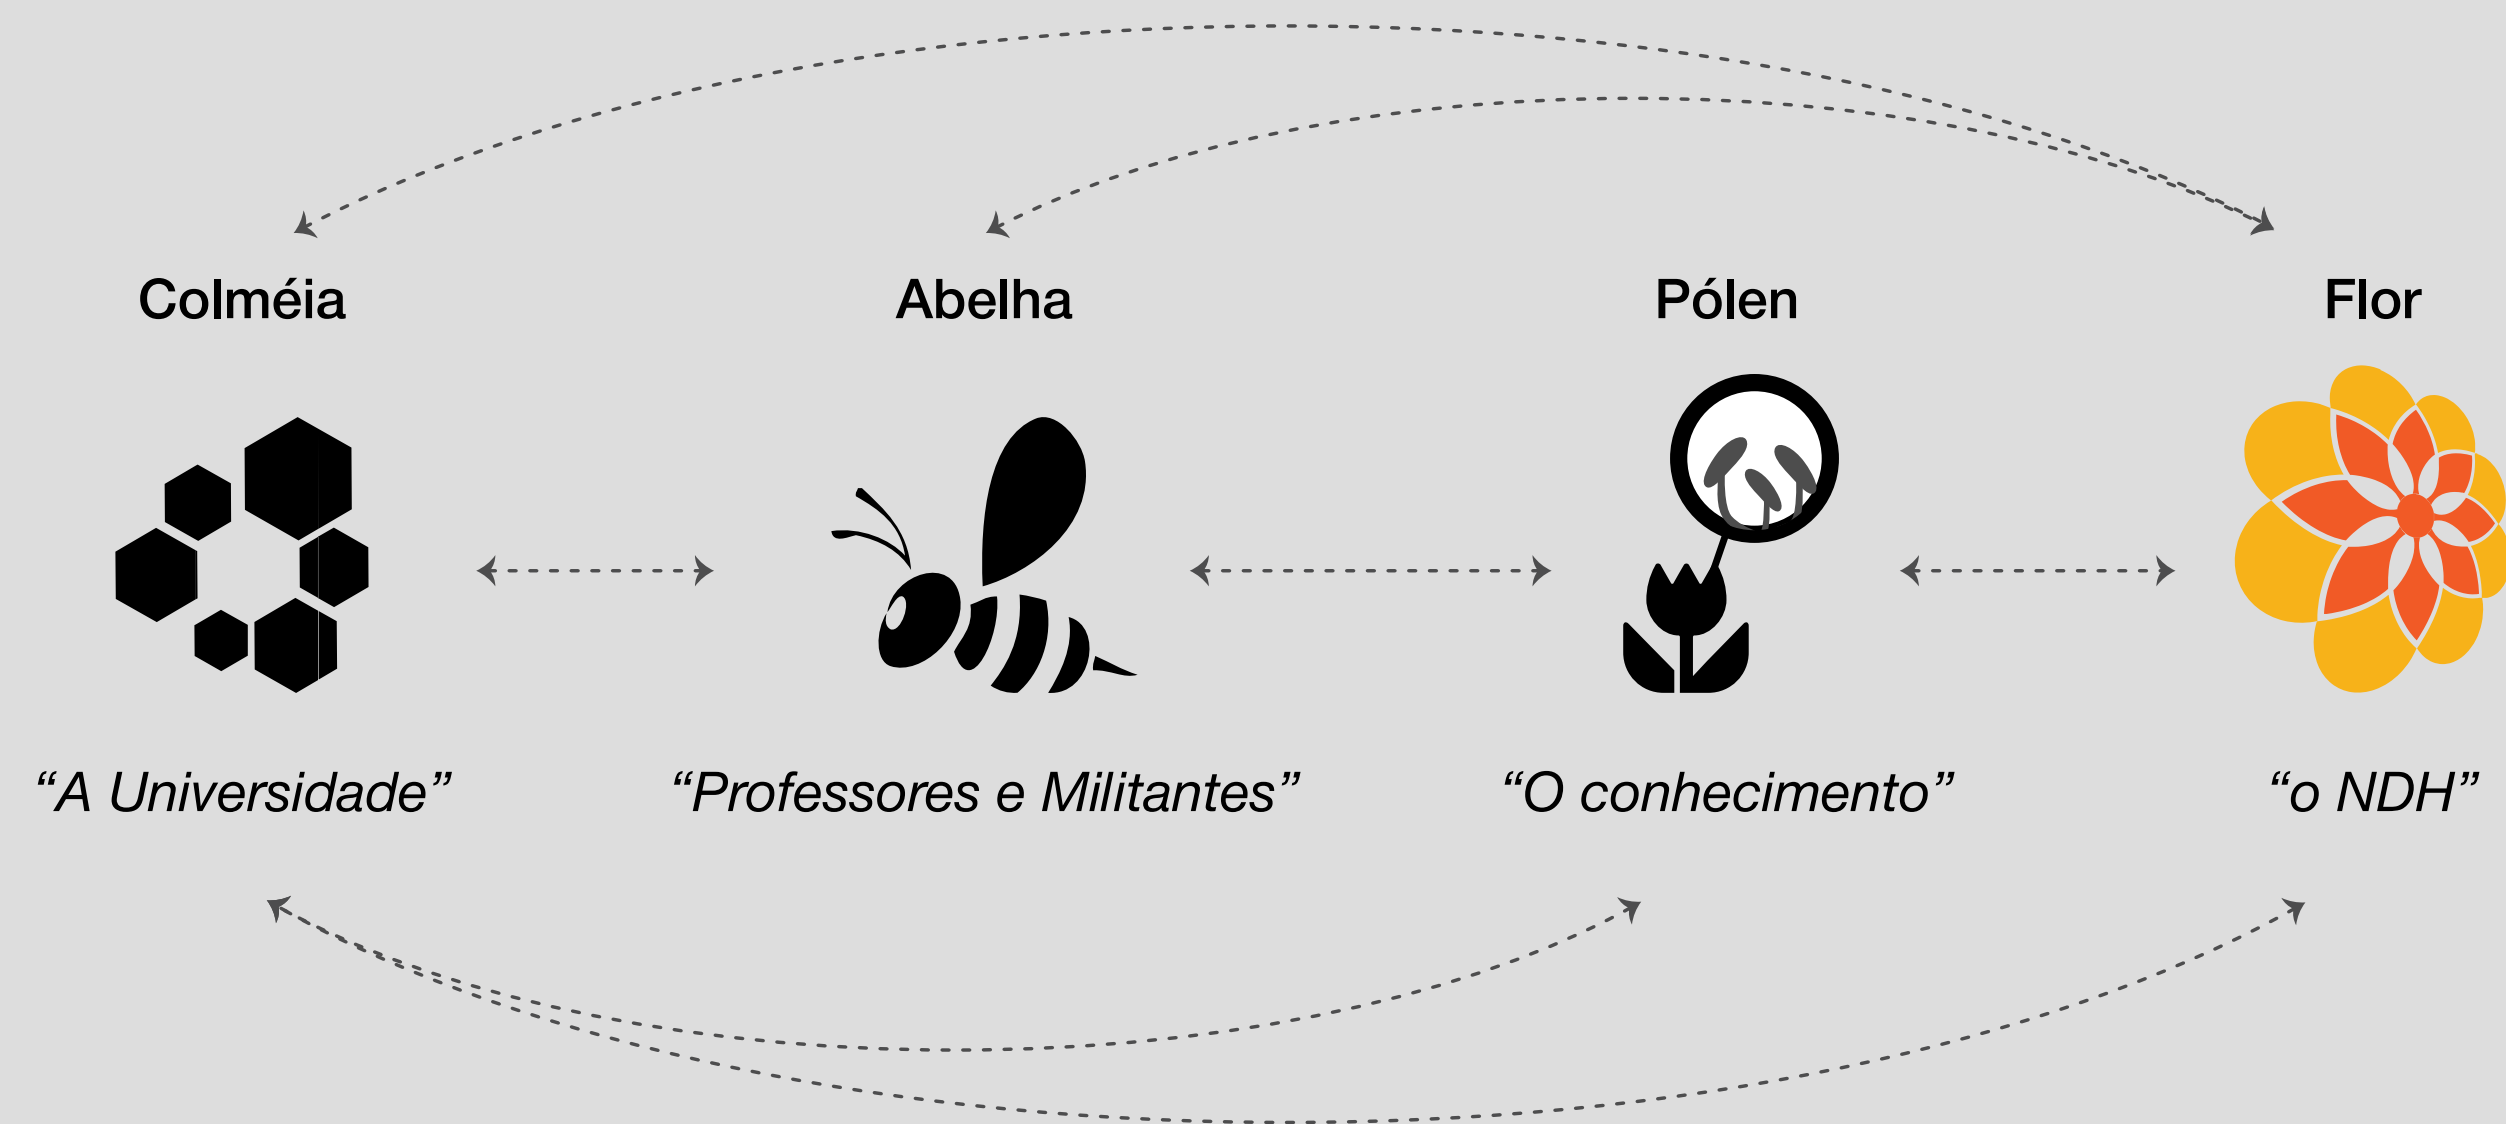 Colméia
Abelha
Pólen
Flor
“A Universidade”
“Professores e Militantes”
“O conhecimento”
“o NDH”